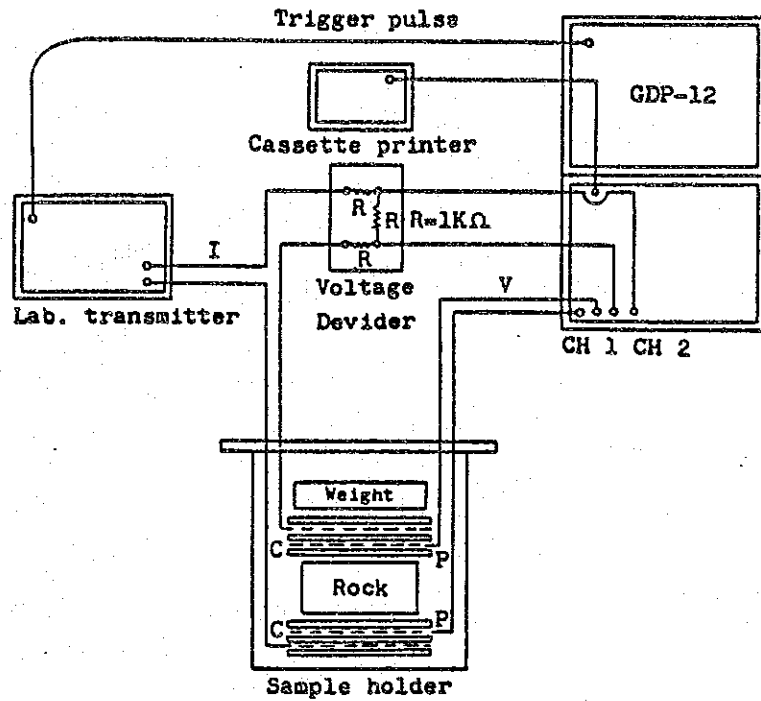 Trigger pulse
GDP-12
Cassette printer
R
R
R=1KΩ
R
I
Voltage
Devider
Lab. transmitter
V
CH 1 CH 2
Weight
C
P
Rock
C
P
Sample holder